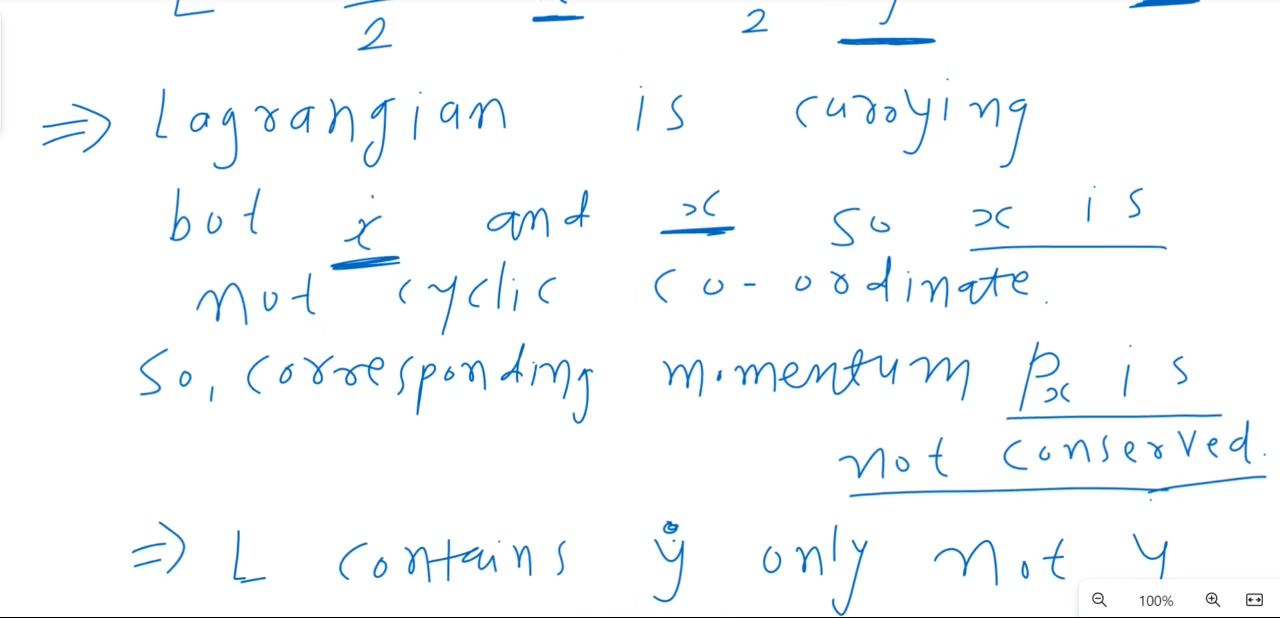 2 2
⇒ Lagrangian is carrying
bot ẋ and x so x is
not cyclic co-ordinate.
So, corresponding momentum pₓ is
not conserved.
⇒ L contains ẏ only not y
100%